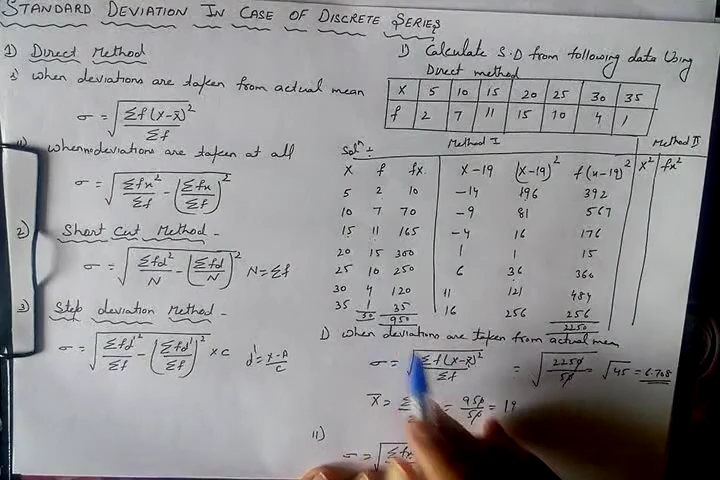 STANDARD DEVIATION IN CASE OF DISCRETE SERIES
1) Direct Method
i) when deviations are taken from actual mean
σ = √(Σf(x-x̄)² / Σf)
ii) when no deviations are taken at all
σ = √(Σfx²/Σf - (Σfx/Σf)²)
2) Short Cut Method -
σ = √(Σfd²/N - (Σfd/N)²) N = Σf
3) Step deviation Method -
σ = √(Σfd'²/Σf - (Σfd'/Σf)²) × C d' = x-A/C
1) Calculate S.D from following data Using
Direct method
X 5 10 15 20 25 30 35
f 2 7 11 15 10 4 1
Solⁿ : Method I Method II
X f fx X-19 (X-19)² f(x-19)² X² fx²
5 2 10 -14 196 392
10 7 70 -9 81 567
15 11 165 -4 16 176
20 15 300 1 1 15
25 10 250 6 36 360
30 4 120 11 121 484
35 1 35 16 256 256
50 950 2250
i) when deviations are taken from actual mean
σ = √(Σf(x-x̄)² / Σf) = √(2250/50) = √45 = 6.708
X̄ = Σ = 950/50 = 19
ii)
σ = √Σfx